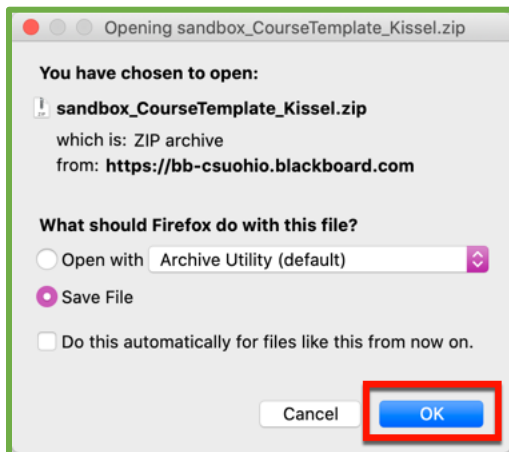 Opening sandbox_CourseTemplate_Kissel.zip
You have chosen to open:
sandbox_CourseTemplate_Kissel.zip
which is: ZIP archive
from: https://bb-csuohio.blackboard.com
What should Firefox do with this file?
Open with Archive Utility (default)
Save File
Do this automatically for files like this from now on.
Cancel OK